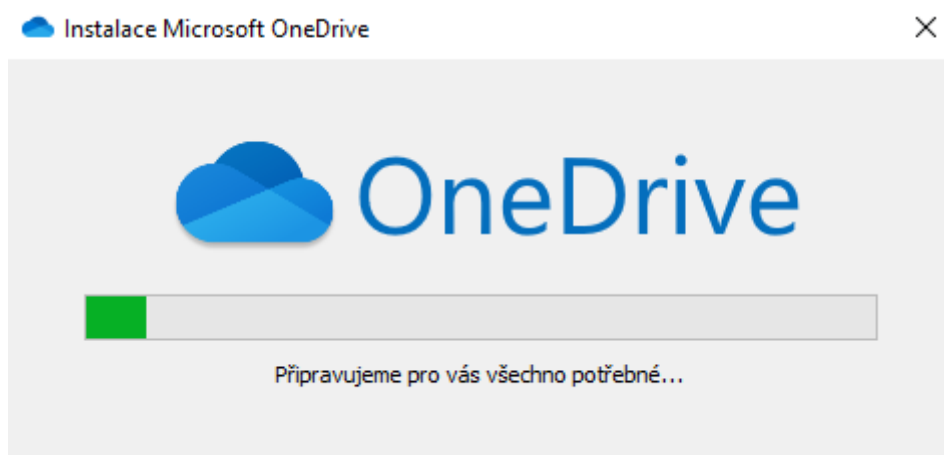 Instalace Microsoft OneDrive
OneDrive
Připravujeme pro vás všechno potřebné...